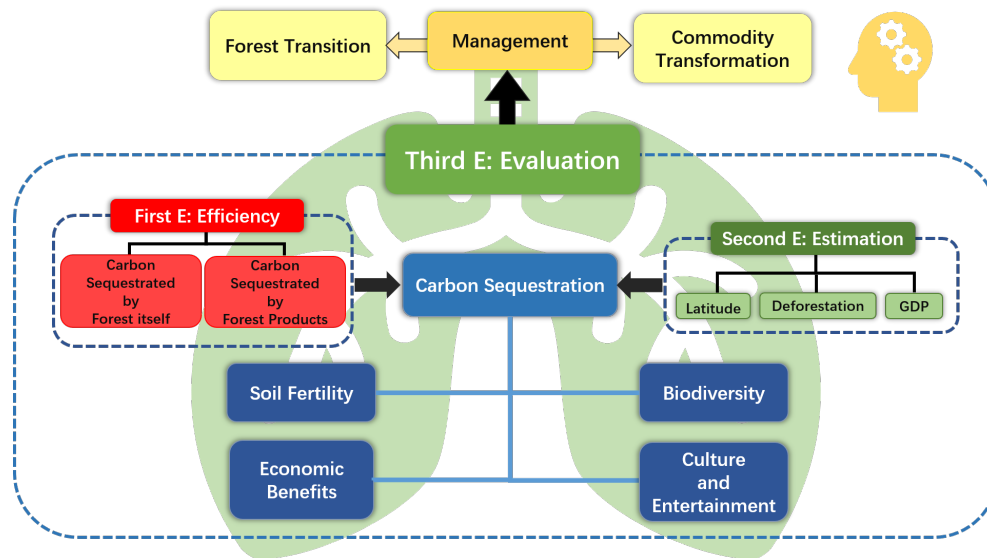 Forest Transition
Management
Commodity
Transformation
Third E: Evaluation
First E: Efficiency
Carbon
Sequestrated
by
Forest itself
Carbon
Sequestrated
by
Forest Products
Carbon Sequestration
Second E: Estimation
Latitude
Deforestation
GDP
Soil Fertility
Biodiversity
Economic
Benefits
Culture
and
Entertainment